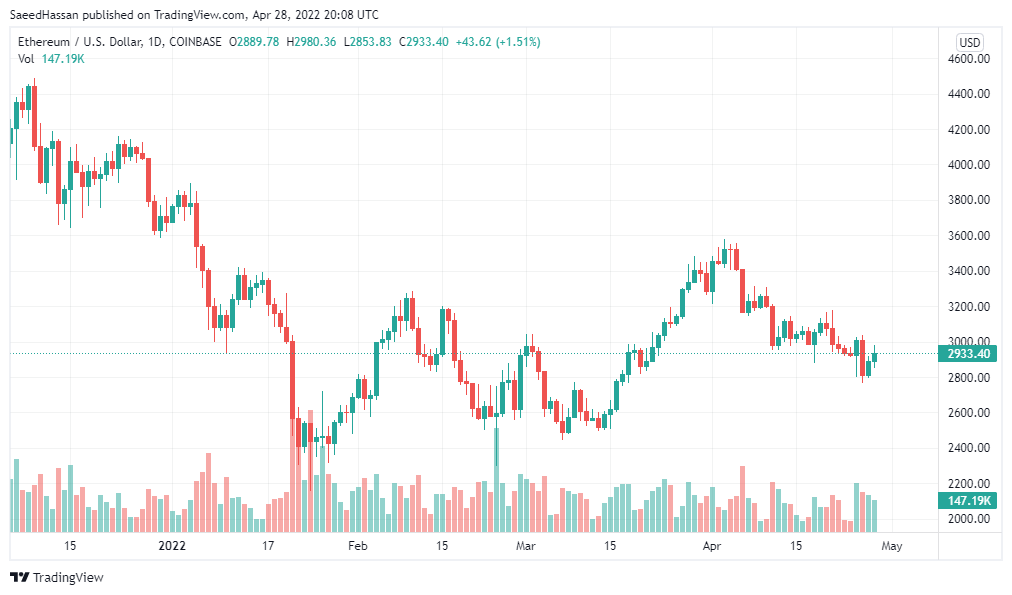 SaeedHassan published on TradingView.com, Apr 28, 2022 20:08 UTC
Ethereum / U.S. Dollar, 1D, COINBASE O2889.78 H2980.36 L2853.83 C2933.40 +43.62 (+1.51%)
Vol 147.19K
USD
4600.00
4400.00
4200.00
4000.00
3800.00
3600.00
3400.00
3200.00
3000.00
2933.40
2800.00
2600.00
2400.00
2200.00
147.19K
2000.00
15 2022 17 Feb 15 Mar 15 Apr 15 May
TradingView